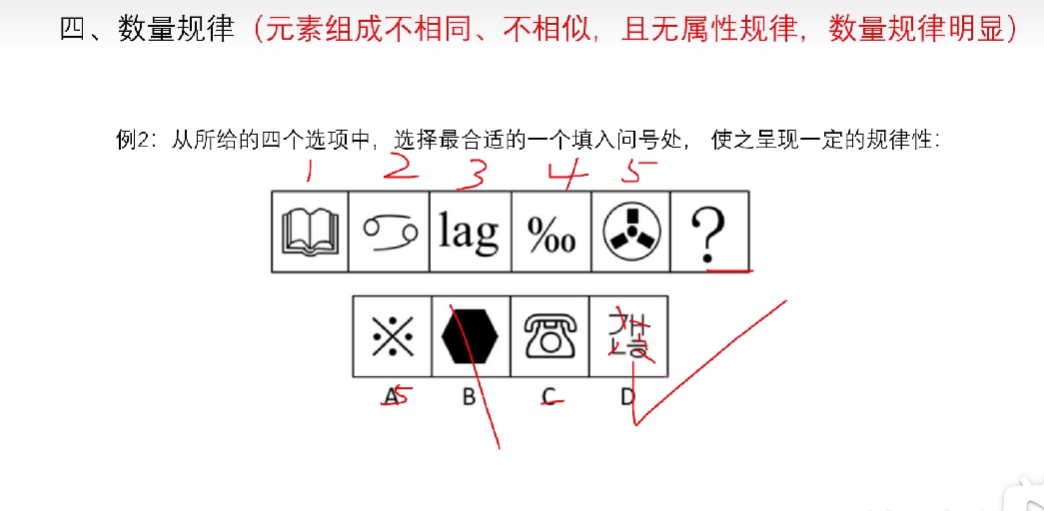 四、数量规律（元素组成不相同、不相似，且无属性规律，数量规律明显）
例2：从所给的四个选项中，选择最合适的一个填入问号处， 使之呈现一定的规律性：
1 2 3 4 5
lag ‰ ?
※
A5 B C D